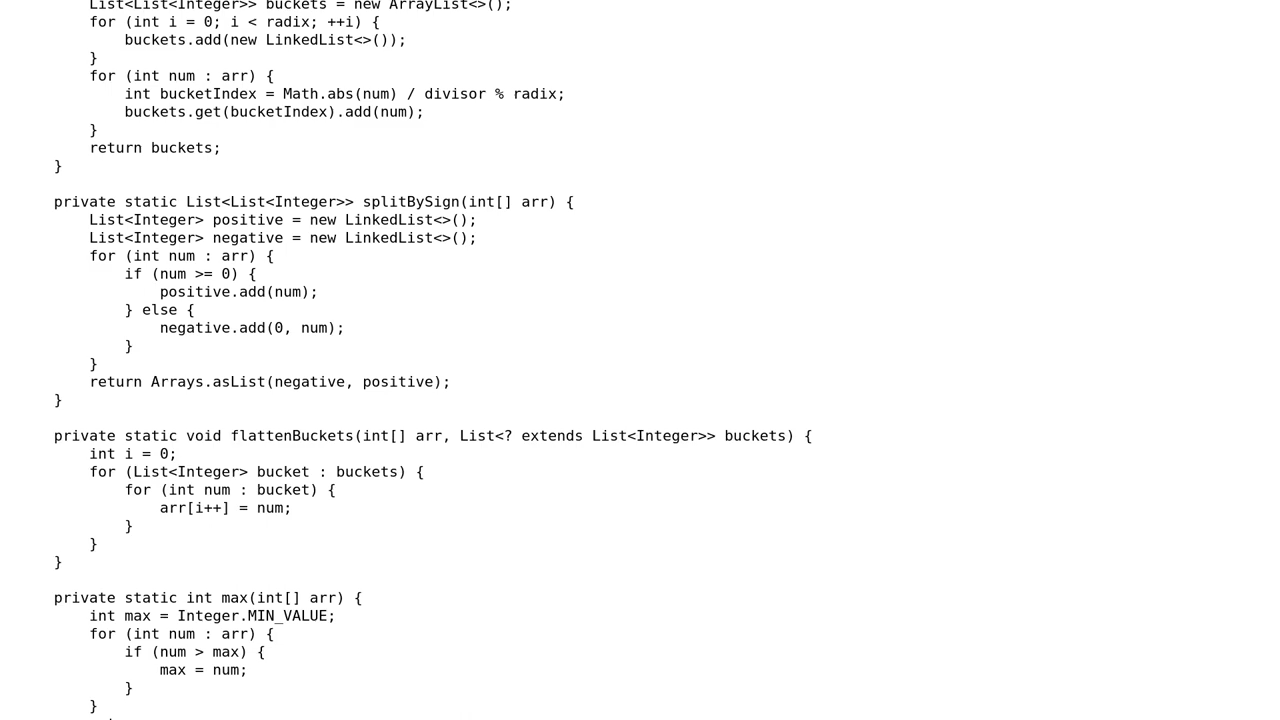 List<List<Integer>> buckets = new ArrayList<>();
        for (int i = 0; i < radix; ++i) {
            buckets.add(new LinkedList<>());
        }
        for (int num : arr) {
            int bucketIndex = Math.abs(num) / divisor % radix;
            buckets.get(bucketIndex).add(num);
        }
        return buckets;
    }

    private static List<List<Integer>> splitBySign(int[] arr) {
        List<Integer> positive = new LinkedList<>();
        List<Integer> negative = new LinkedList<>();
        for (int num : arr) {
            if (num >= 0) {
                positive.add(num);
            } else {
                negative.add(0, num);
            }
        }
        return Arrays.asList(negative, positive);
    }

    private static void flattenBuckets(int[] arr, List<? extends List<Integer>> buckets) {
        int i = 0;
        for (List<Integer> bucket : buckets) {
            for (int num : bucket) {
                arr[i++] = num;
            }
        }
    }

    private static int max(int[] arr) {
        int max = Integer.MIN_VALUE;
        for (int num : arr) {
            if (num > max) {
                max = num;
            }
        }